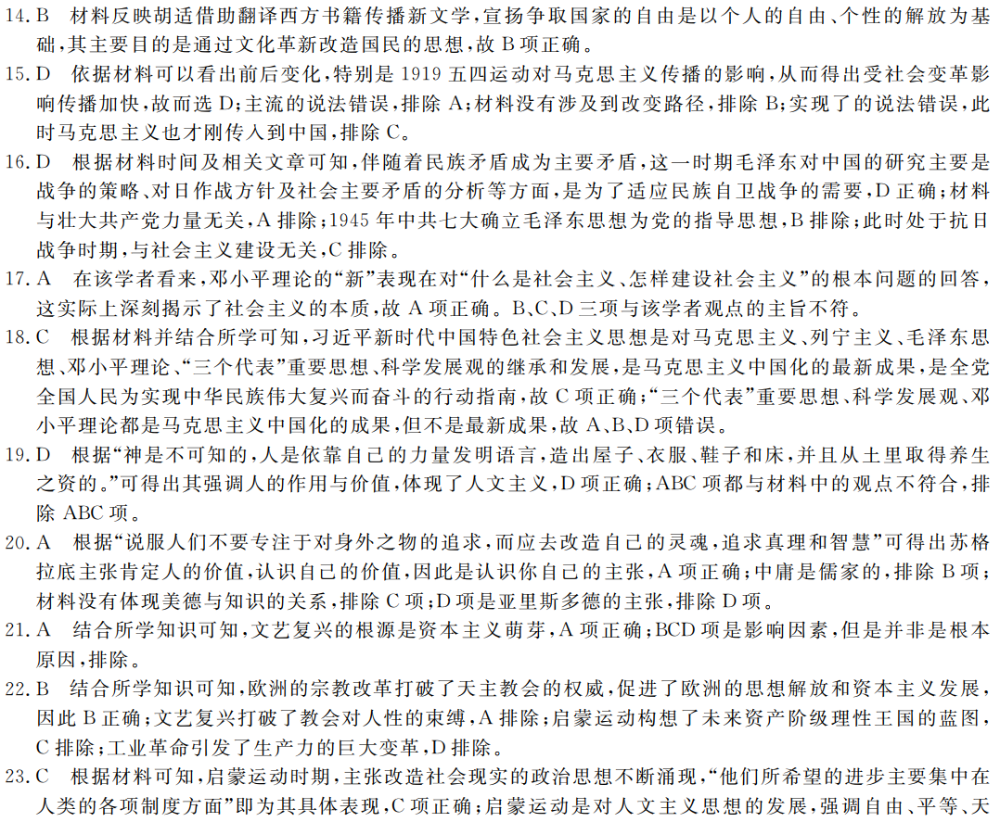 14. B　材料反映胡适借助翻译西方书籍传播新文学,宣扬争取国家的自由是以个人的自由、个性的解放为基
础,其主要目的是通过文化革新改造国民的思想,故 B 项正确。
15. D　依据材料可以看出前后变化,特别是 1919 五四运动对马克思主义传播的影响,从而得出受社会变革影
响传播加快,故而选 D;主流的说法错误,排除 A;材料没有涉及到改变路径,排除 B;实现了的说法错误,此
时马克思主义也才刚传入到中国,排除 C。
16. D　根据材料时间及相关文章可知,伴随着民族矛盾成为主要矛盾,这一时期毛泽东对中国的研究主要是
战争的策略、对日作战方针及社会主要矛盾的分析等方面,是为了适应民族自卫战争的需要,D 正确;材料
与壮大共产党力量无关,A 排除;1945 年中共七大确立毛泽东思想为党的指导思想,B 排除;此时处于抗日
战争时期,与社会主义建设无关,C 排除。
17. A　在该学者看来,邓小平理论的“新”表现在对“什么是社会主义、怎样建设社会主义”的根本问题的回答,
这实际上深刻揭示了社会主义的本质,故 A 项正确。B、C、D 三项与该学者观点的主旨不符。
18. C　根据材料并结合所学可知,习近平新时代中国特色社会主义思想是对马克思主义、列宁主义、毛泽东思
想、邓小平理论、“三个代表”重要思想、科学发展观的继承和发展,是马克思主义中国化的最新成果,是全党
全国人民为实现中华民族伟大复兴而奋斗的行动指南,故 C 项正确;“三个代表”重要思想、科学发展观、邓
小平理论都是马克思主义中国化的成果,但不是最新成果,故 A、B、D 项错误。
19. D　根据“神是不可知的,人是依靠自己的力量发明语言,造出屋子、衣服、鞋子和床,并且从土里取得养生
之资的。”可得出其强调人的作用与价值,体现了人文主义,D 项正确;ABC 项都与材料中的观点不符合,排
除 ABC 项。
20. A　根据“说服人们不要专注于对身外之物的追求,而应去改造自己的灵魂,追求真理和智慧”可得出苏格
拉底主张肯定人的价值,认识自己的价值,因此是认识你自己的主张,A 项正确;中庸是儒家的,排除 B 项;
材料没有体现美德与知识的关系,排除 C 项;D 项是亚里斯多德的主张,排除 D 项。
21. A　结合所学知识可知,文艺复兴的根源是资本主义萌芽,A 项正确;BCD 项是影响因素,但是并非是根本
原因,排除。
22. B　结合所学知识可知,欧洲的宗教改革打破了天主教会的权威,促进了欧洲的思想解放和资本主义发展,
因此 B 正确;文艺复兴打破了教会对人性的束缚,A 排除;启蒙运动构想了未来资产阶级理性王国的蓝图,
C 排除;工业革命引发了生产力的巨大变革,D 排除。
23. C　根据材料可知,启蒙运动时期,主张改造社会现实的政治思想不断涌现,“他们所希望的进步主要集中在
人类的各项制度方面”即为其具体表现,C 项正确;启蒙运动是对人文主义思想的发展,强调自由、平等、天